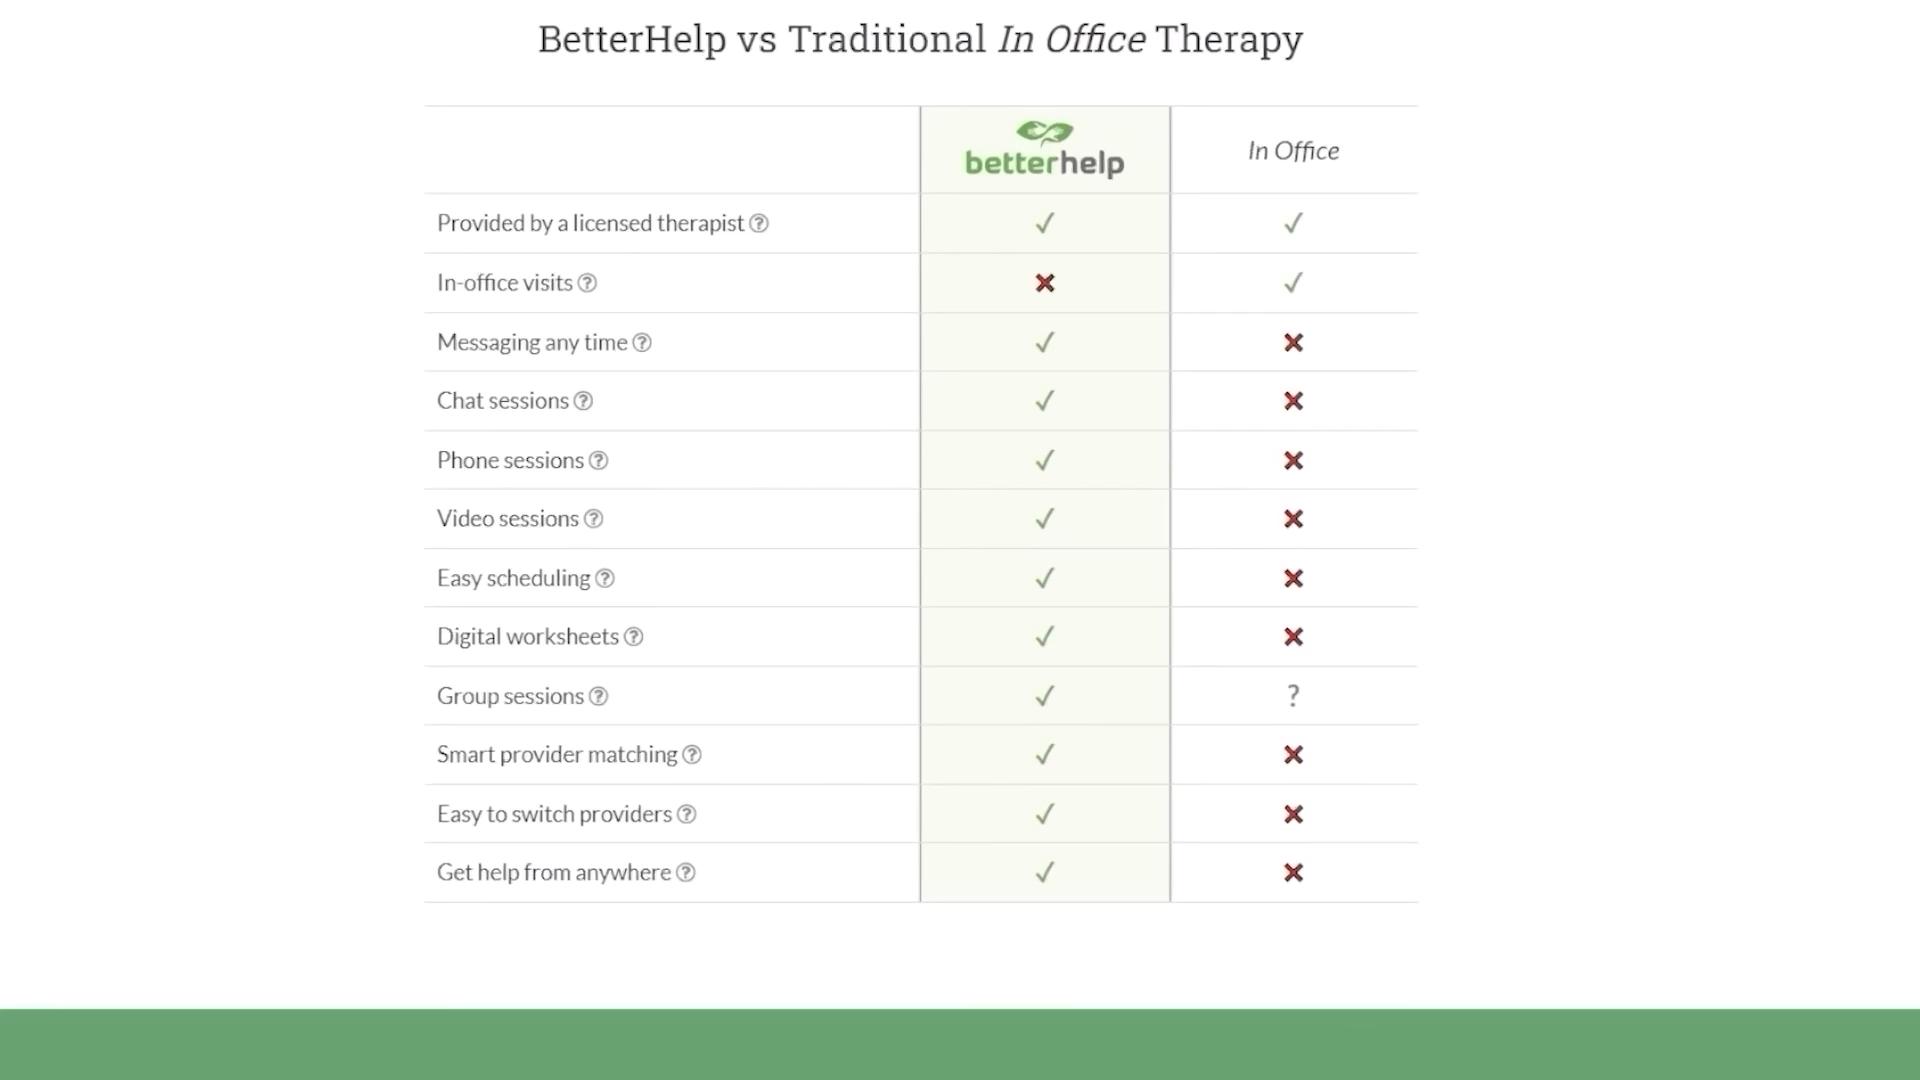 BetterHelp vs Traditional In Office Therapy
betterhelp In Office
Provided by a licensed therapist ? ✓ ✓
In-office visits ? ✗ ✓
Messaging any time ? ✓ ✗
Chat sessions ? ✓ ✗
Phone sessions ? ✓ ✗
Video sessions ? ✓ ✗
Easy scheduling ? ✓ ✗
Digital worksheets ? ✓ ✗
Group sessions ? ✓ ?
Smart provider matching ? ✓ ✗
Easy to switch providers ? ✓ ✗
Get help from anywhere ? ✓ ✗